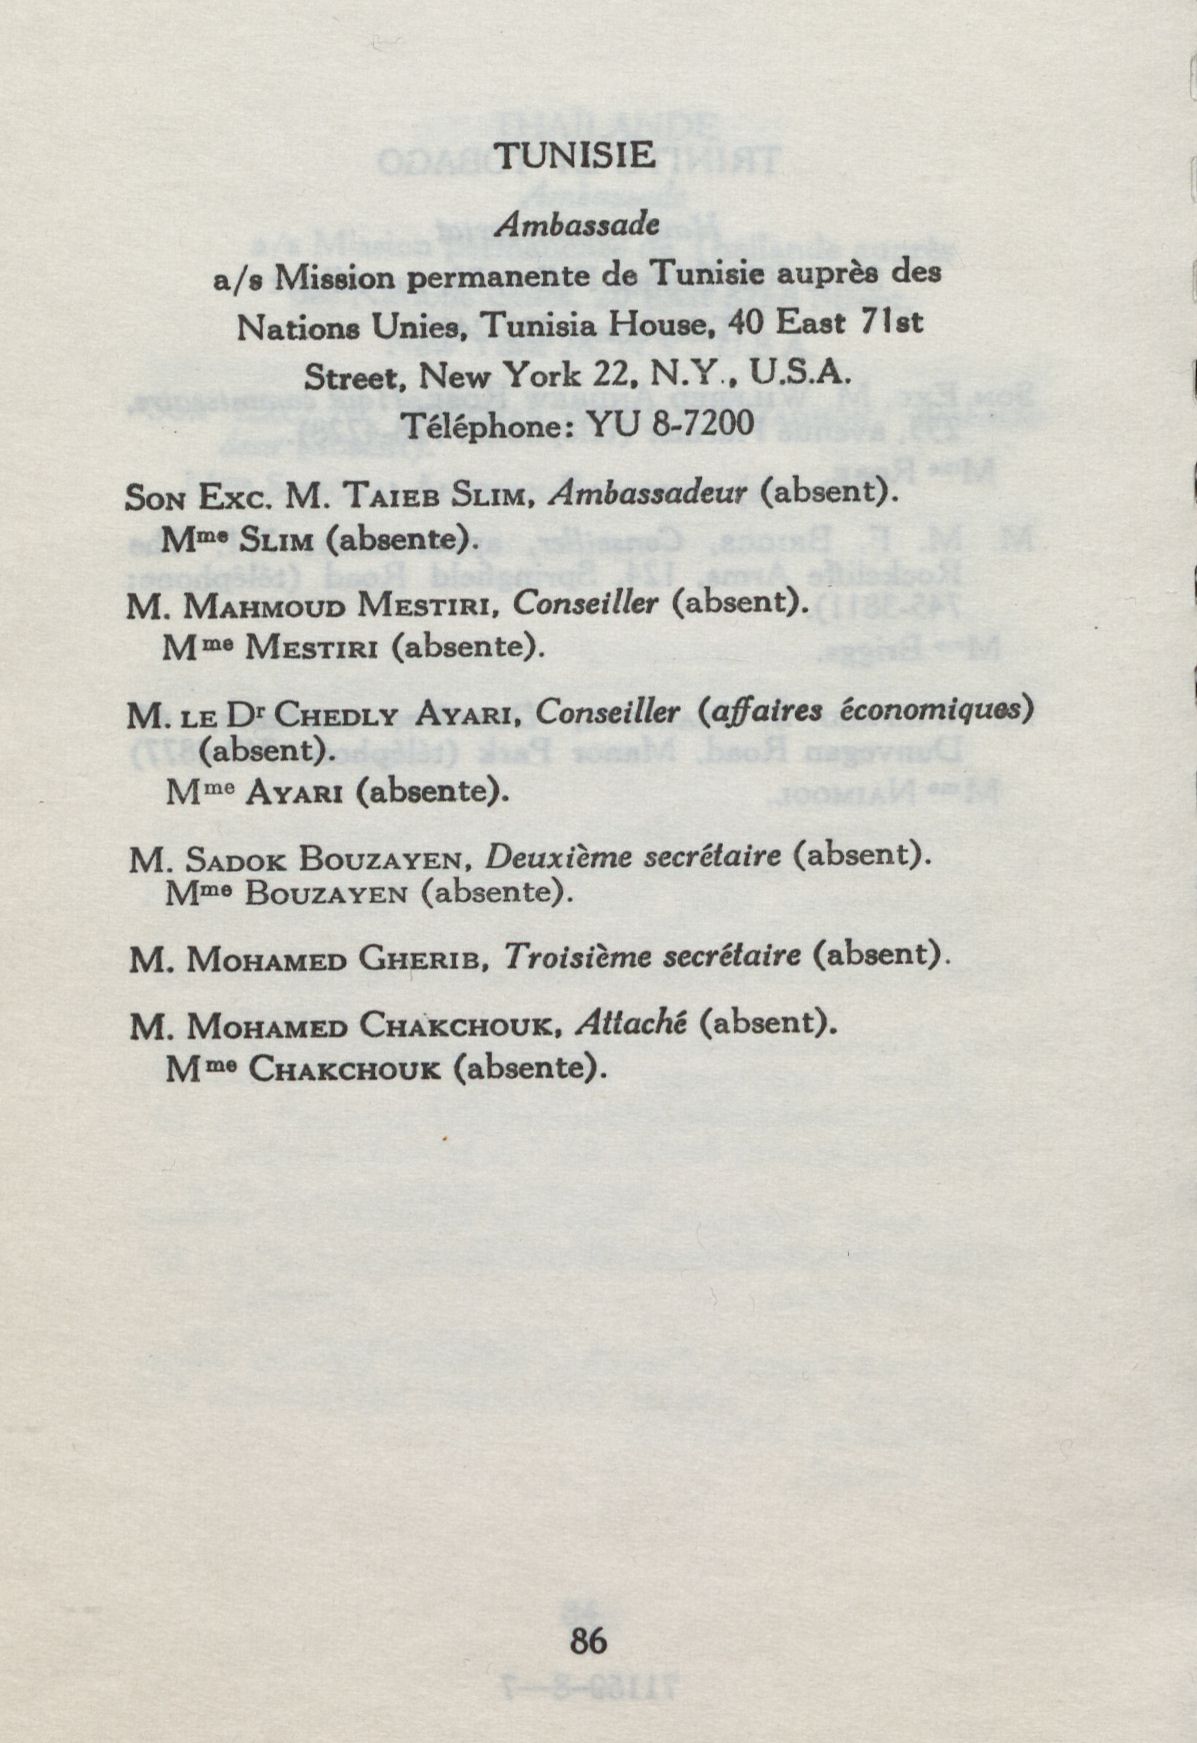 TUNISIE
Ambassade
a/s Mission permanente de Tunisie auprès des
Nations Unies, Tunisia House, 40 East 71st
Street, New York 22, N.Y., U.S.A.
Téléphone: YU 8-7200
SON EXC. M. TAIEB SLIM, Ambassadeur (absent).
Mme SLIM (absente).
M. MAHMOUD MESTIRI, Conseiller (absent).
Mme MESTIRI (absente).
M. LE Dr CHEDLY AYARI, Conseiller (affaires économiques)
(absent).
Mme AYARI (absente).
M. SADOK BOUZAYEN, Deuxième secrétaire (absent).
Mme BOUZAYEN (absente).
M. MOHAMED GHERIB, Troisième secrétaire (absent).
M. MOHAMED CHAKCHOUK, Attaché (absent).
Mme CHAKCHOUK (absente).
86